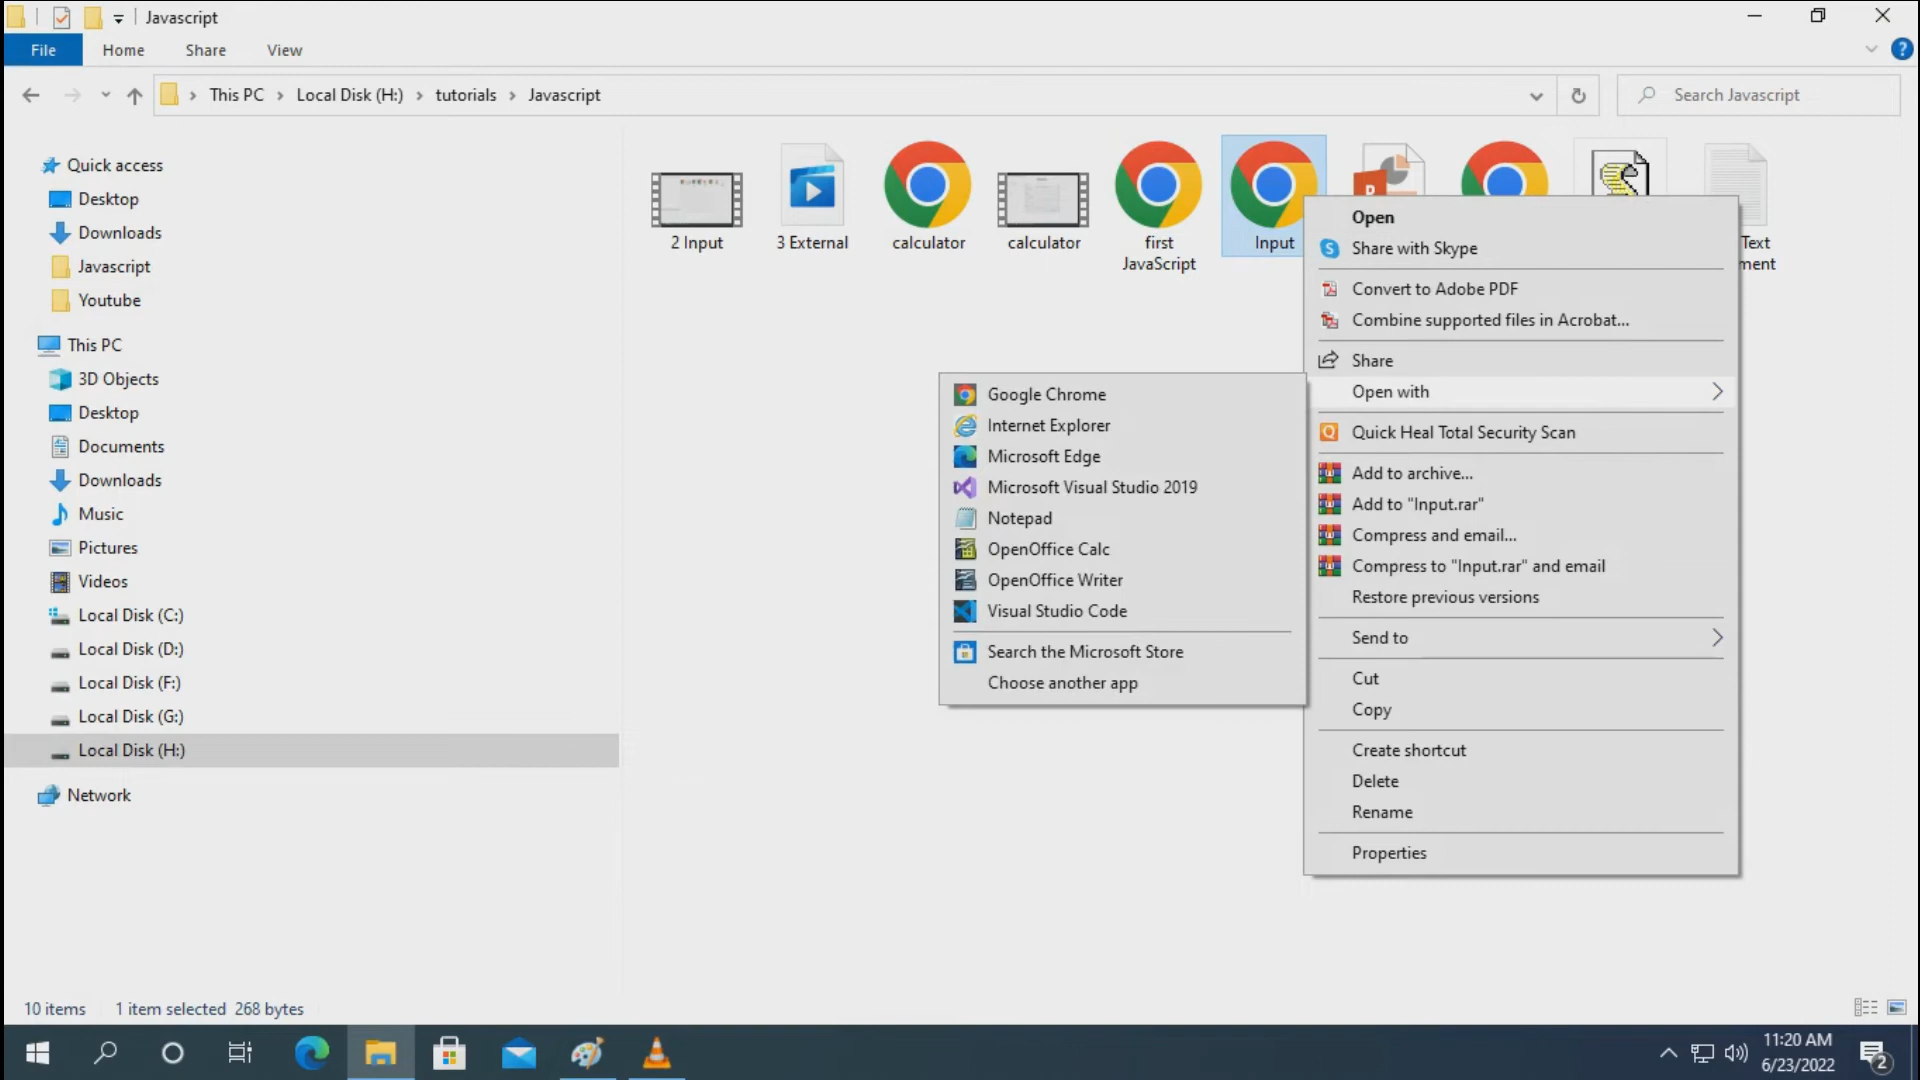 Javascript
File
Home
Share
View
This PC
Local Disk (H:)
tutorials
Javascript
Search Javascript
Quick access
Desktop
Downloads
Javascript
Youtube
This PC
3D Objects
Desktop
Documents
Downloads
Music
Pictures
Videos
Local Disk (C:)
Local Disk (D:)
Local Disk (F:)
Local Disk (G:)
Local Disk (H:)
Network
2 Input
3 External
calculator
calculator
first
JavaScript
Input
Text
ment
Open
Share with Skype
Convert to Adobe PDF
Combine supported files in Acrobat...
Share
Open with
Quick Heal Total Security Scan
Add to archive...
Add to "Input.rar"
Compress and email...
Compress to "Input.rar" and email
Restore previous versions
Send to
Cut
Copy
Create shortcut
Delete
Rename
Properties
Google Chrome
Internet Explorer
Microsoft Edge
Microsoft Visual Studio 2019
Notepad
OpenOffice Calc
OpenOffice Writer
Visual Studio Code
Search the Microsoft Store
Choose another app
10 items
1 item selected 268 bytes
11:20 AM
6/23/2022
2